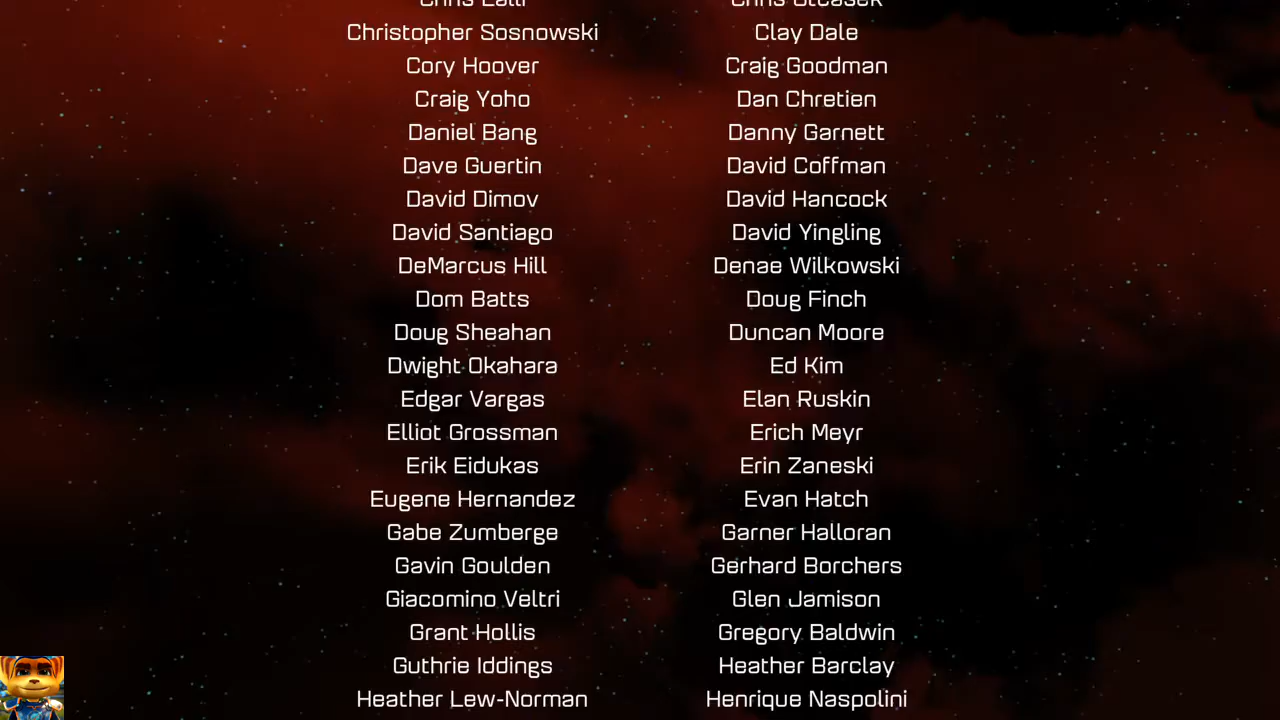 Christopher Sosnowski Clay Dale
Cory Hoover Craig Goodman
Craig Yoho Dan Chretien
Daniel Bang Danny Garnett
Dave Guertin David Coffman
David Dimov David Hancock
David Santiago David Yingling
DeMarcus Hill Denae Wilkowski
Dom Batts Doug Finch
Doug Sheahan Duncan Moore
Dwight Okahara Ed Kim
Edgar Vargas Elan Ruskin
Elliot Grossman Erich Meyr
Erik Eidukas Erin Zaneski
Eugene Hernandez Evan Hatch
Gabe Zumberge Garner Halloran
Gavin Goulden Gerhard Borchers
Giacomino Veltri Glen Jamison
Grant Hollis Gregory Baldwin
Guthrie Iddings Heather Barclay
Heather Lew-Norman Henrique Naspolini